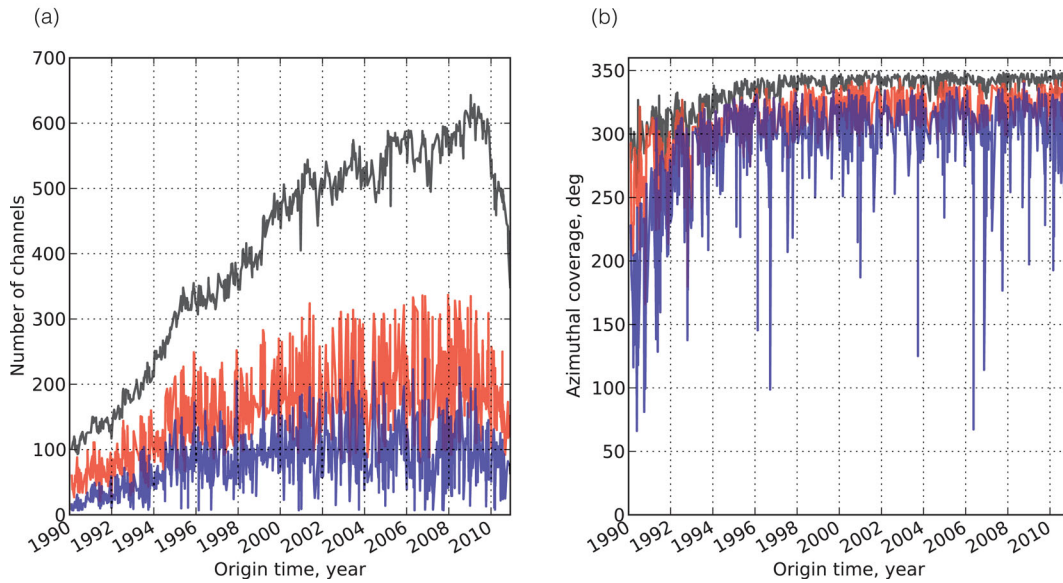 (a)
(b)
700
600
500
400
300
200
100
0
Number of channels
1990 1992 1994 1996 1998 2000 2002 2004 2006 2008 2010
Origin time, year
350
300
250
200
150
100
50
0
Azimuthal coverage, deg
1990 1992 1994 1996 1998 2000 2002 2004 2006 2008 2010
Origin time, year